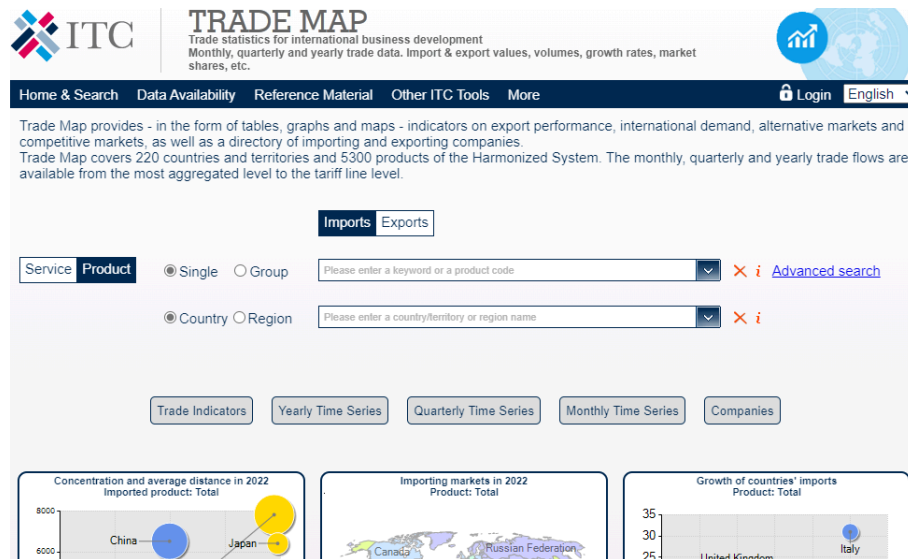 ITC
TRADE MAP
Trade statistics for international business development
Monthly, quarterly and yearly trade data. Import & export values, volumes, growth rates, market
shares, etc.
Home & Search Data Availability Reference Material Other ITC Tools More Login English
Trade Map provides - in the form of tables, graphs and maps - indicators on export performance, international demand, alternative markets and
competitive markets, as well as a directory of importing and exporting companies.
Trade Map covers 220 countries and territories and 5300 products of the Harmonized System. The monthly, quarterly and yearly trade flows are
available from the most aggregated level to the tariff line level.
Imports Exports
Service Product Single Group Please enter a keyword or a product code i Advanced search
Country Region Please enter a country/territory or region name i
Trade Indicators Yearly Time Series Quarterly Time Series Monthly Time Series Companies
Concentration and average distance in 2022
Imported product: Total
8000
China
Japan
6000
Importing markets in 2022
Product: Total
Canada
Russian Federation
Growth of countries' imports
Product: Total
35
30
Italy
25
United Kingdom